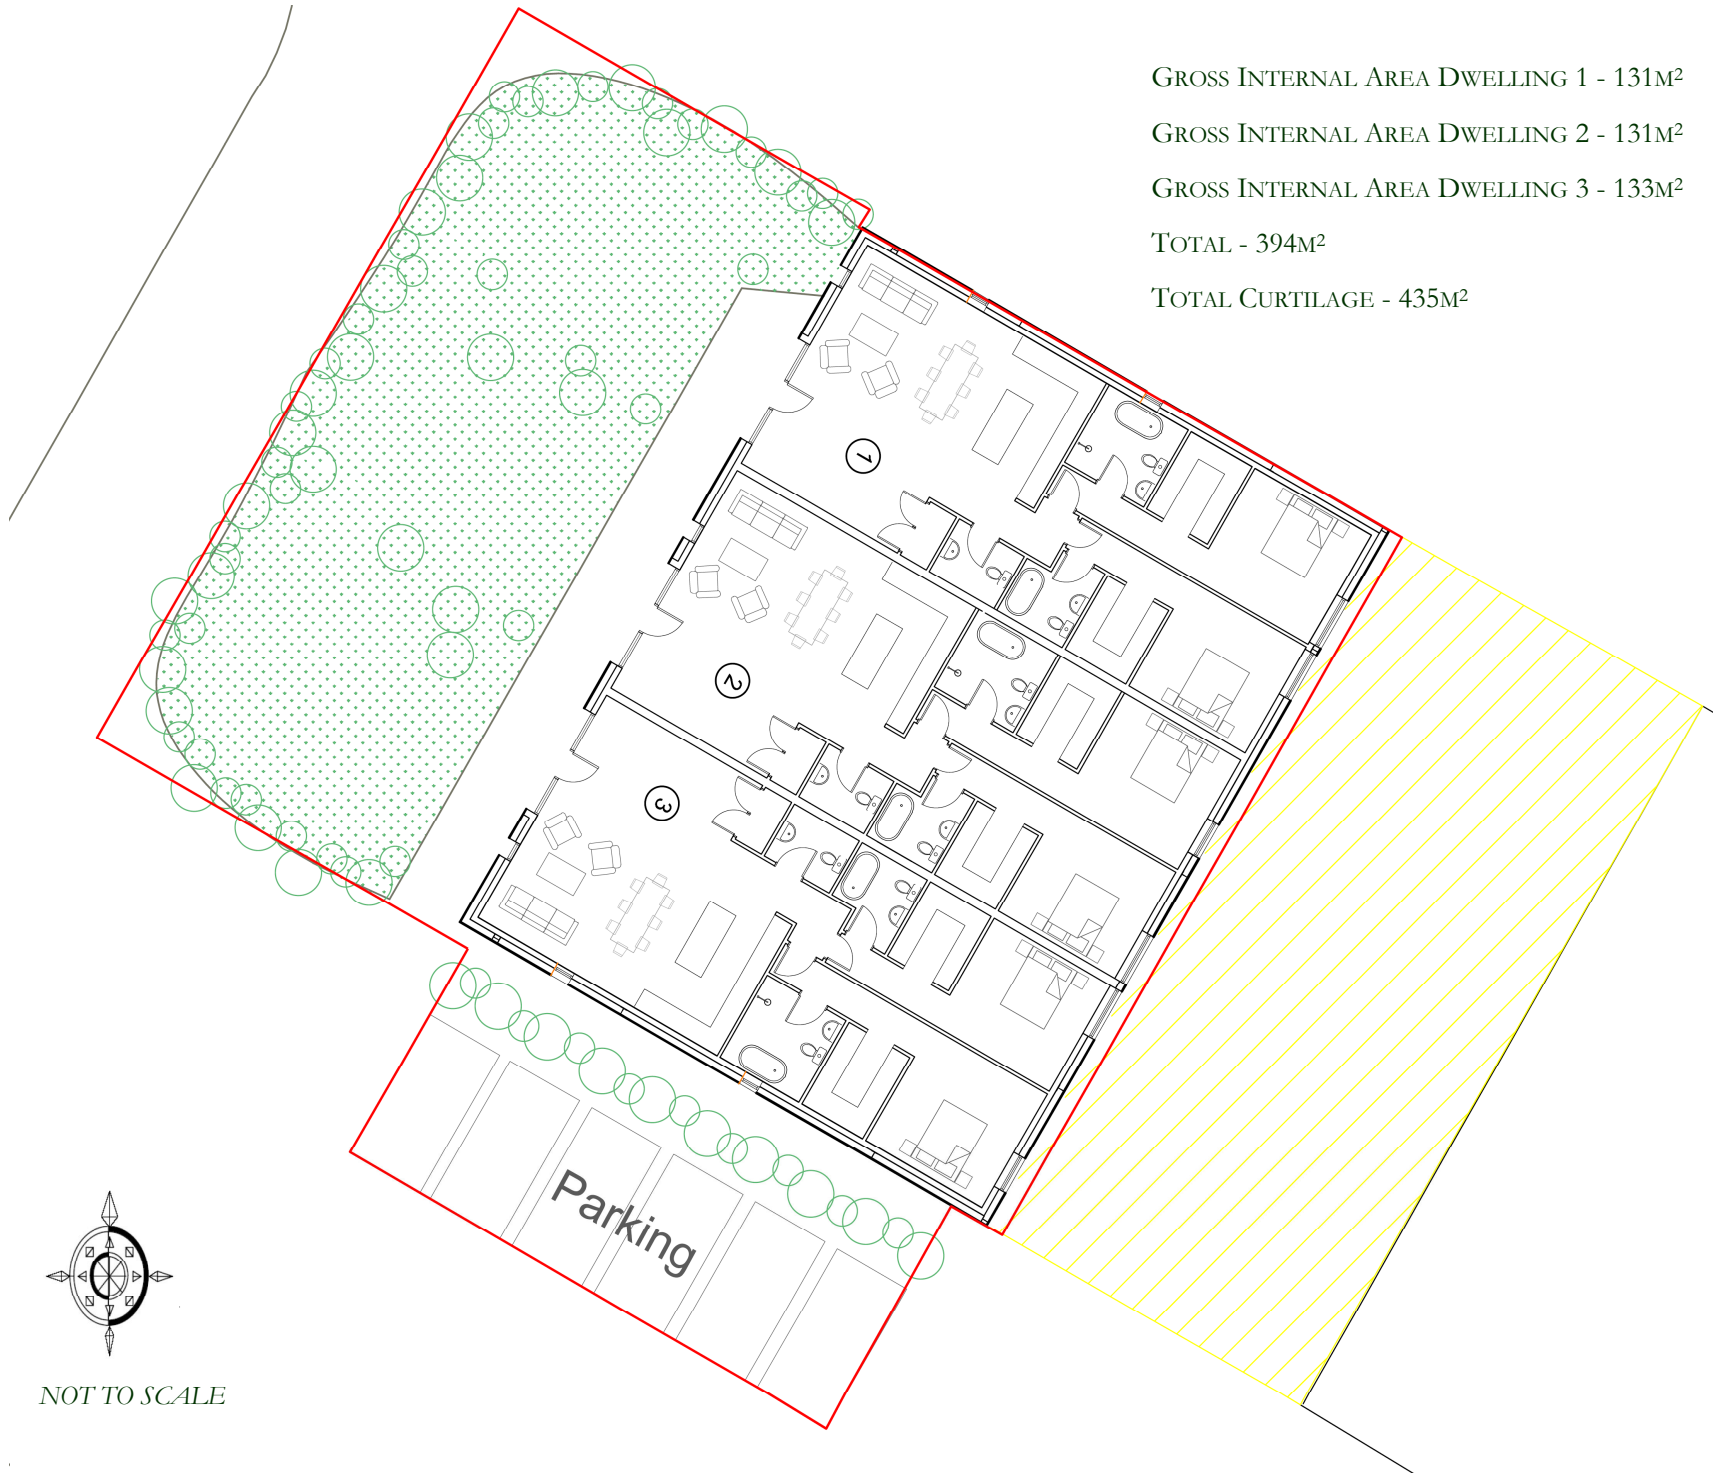 Gross Internal Area Dwelling 1 - 131m²
Gross Internal Area Dwelling 2 - 131m²
Gross Internal Area Dwelling 3 - 133m²
Total - 394m²
Total Curtilage - 435m²
1
2
3
Parking
NOT TO SCALE